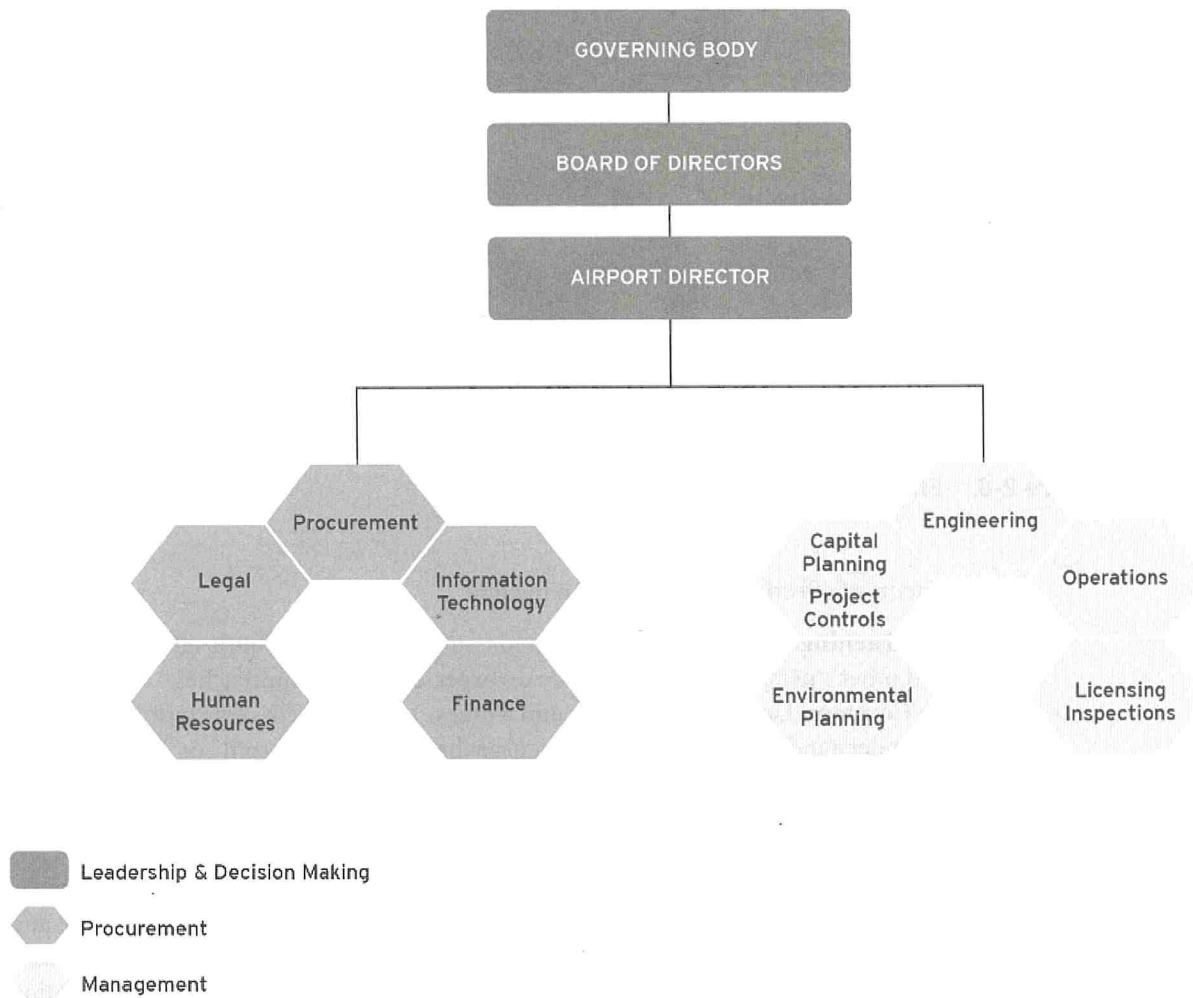 GOVERNING BODY
BOARD OF DIRECTORS
AIRPORT DIRECTOR
Procurement
Legal
Information
Technology
Human
Resources
Finance
Engineering
Capital
Planning
Project
Controls
Operations
Environmental
Planning
Licensing
Inspections
Leadership & Decision Making
Procurement
Management